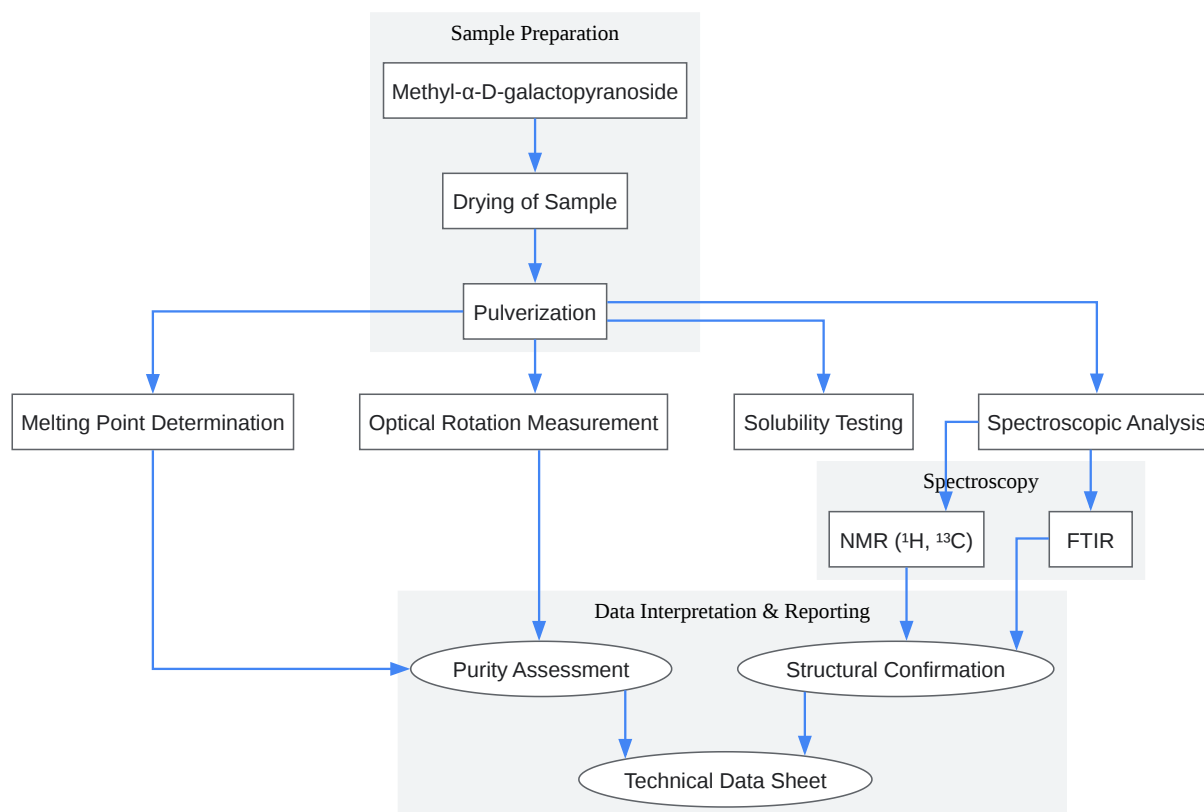 Sample Preparation
Methyl-α-D-galactopyranoside
Drying of Sample
Pulverization
Melting Point Determination
Optical Rotation Measurement
Solubility Testing
Spectroscopic Analysis
Spectroscopy
NMR (¹H, ¹³C)
FTIR
Data Interpretation & Reporting
Purity Assessment
Structural Confirmation
Technical Data Sheet